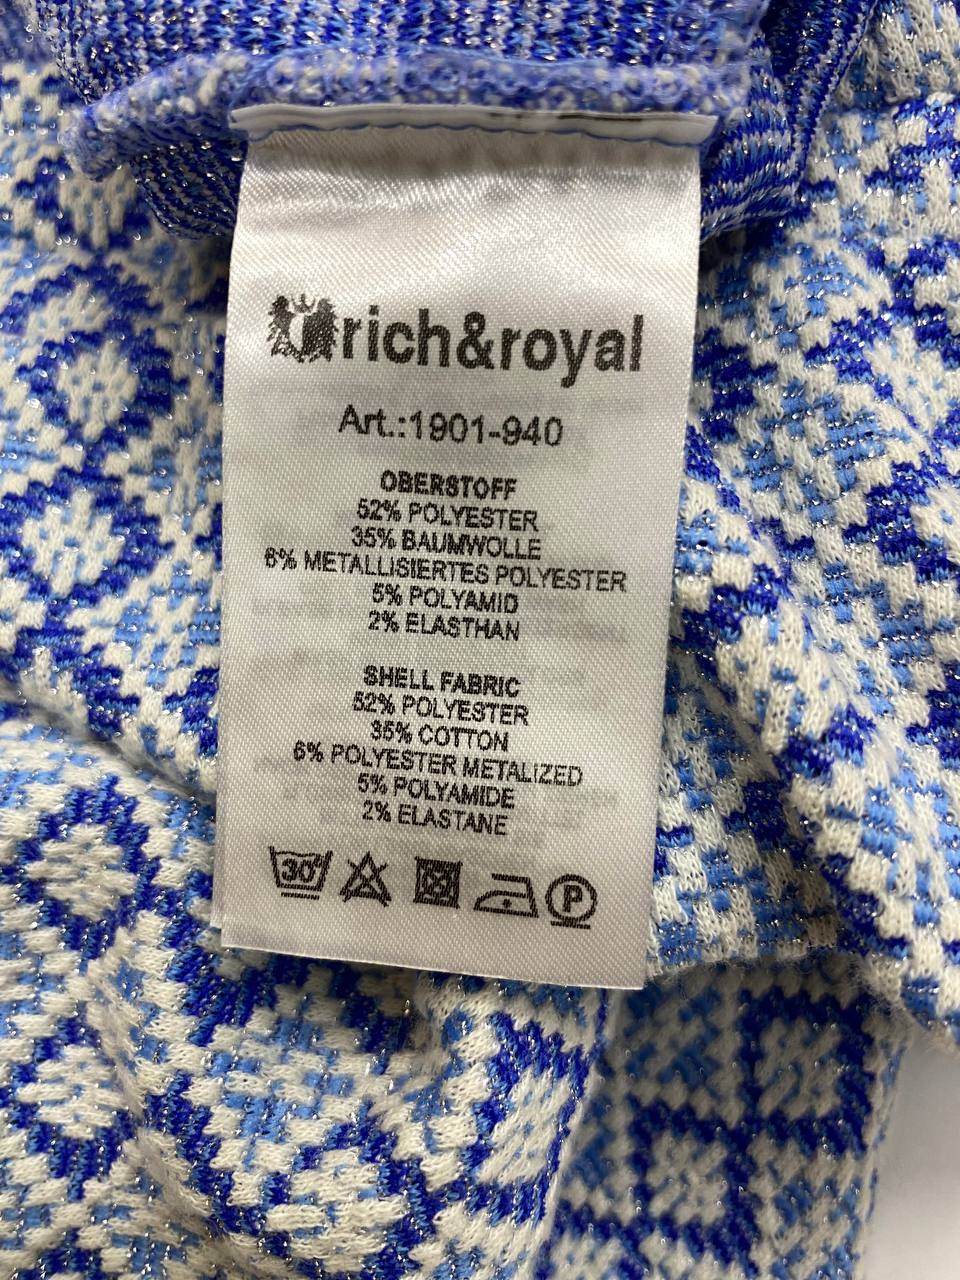 rich&royal
Art.:1901-940
OBERSTOFF
52% POLYESTER
35% BAUMWOLLE
6% METALLISIERTES POLYESTER
5% POLYAMID
2% ELASTHAN
SHELL FABRIC
52% POLYESTER
35% COTTON
6% POLYESTER METALIZED
5% POLYAMIDE
2% ELASTANE
30° P